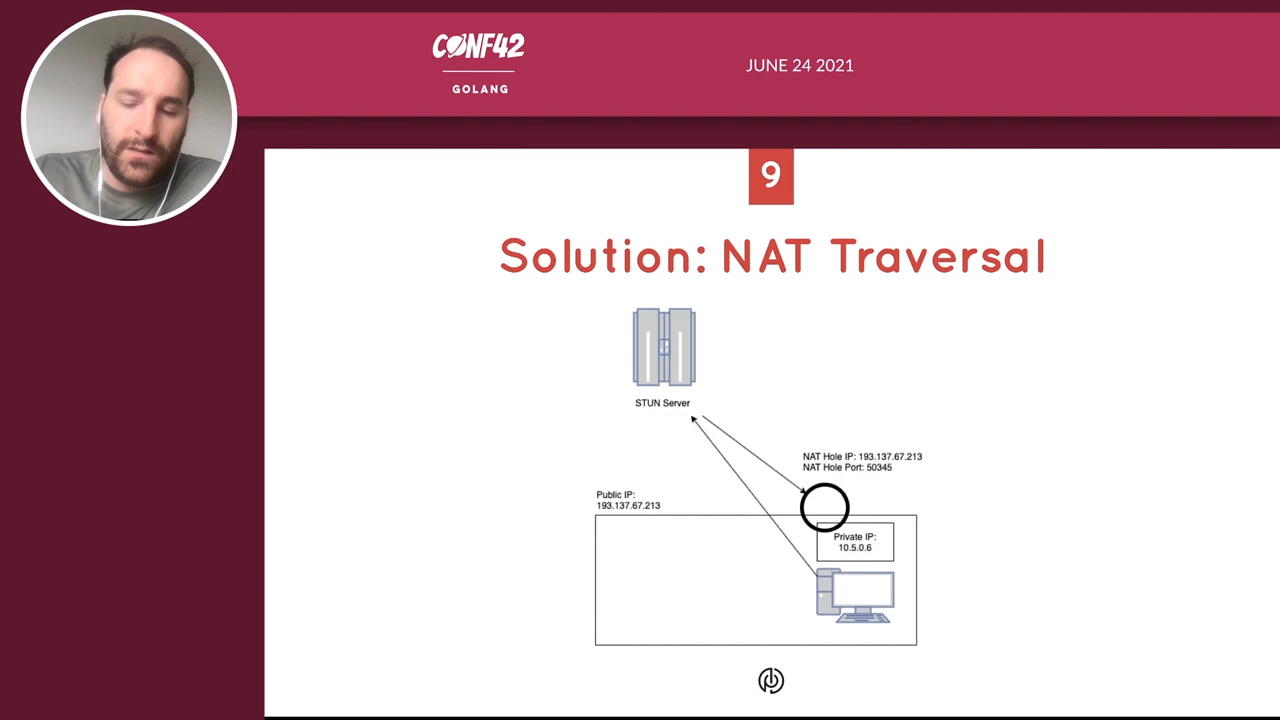 CONF42
GOLANG
JUNE 24 2021
9
Solution: NAT Traversal
STUN Server
NAT Hole IP: 193.137.67.213
NAT Hole Port: 50345
Public IP:
193.137.67.213
Private IP:
10.5.0.6